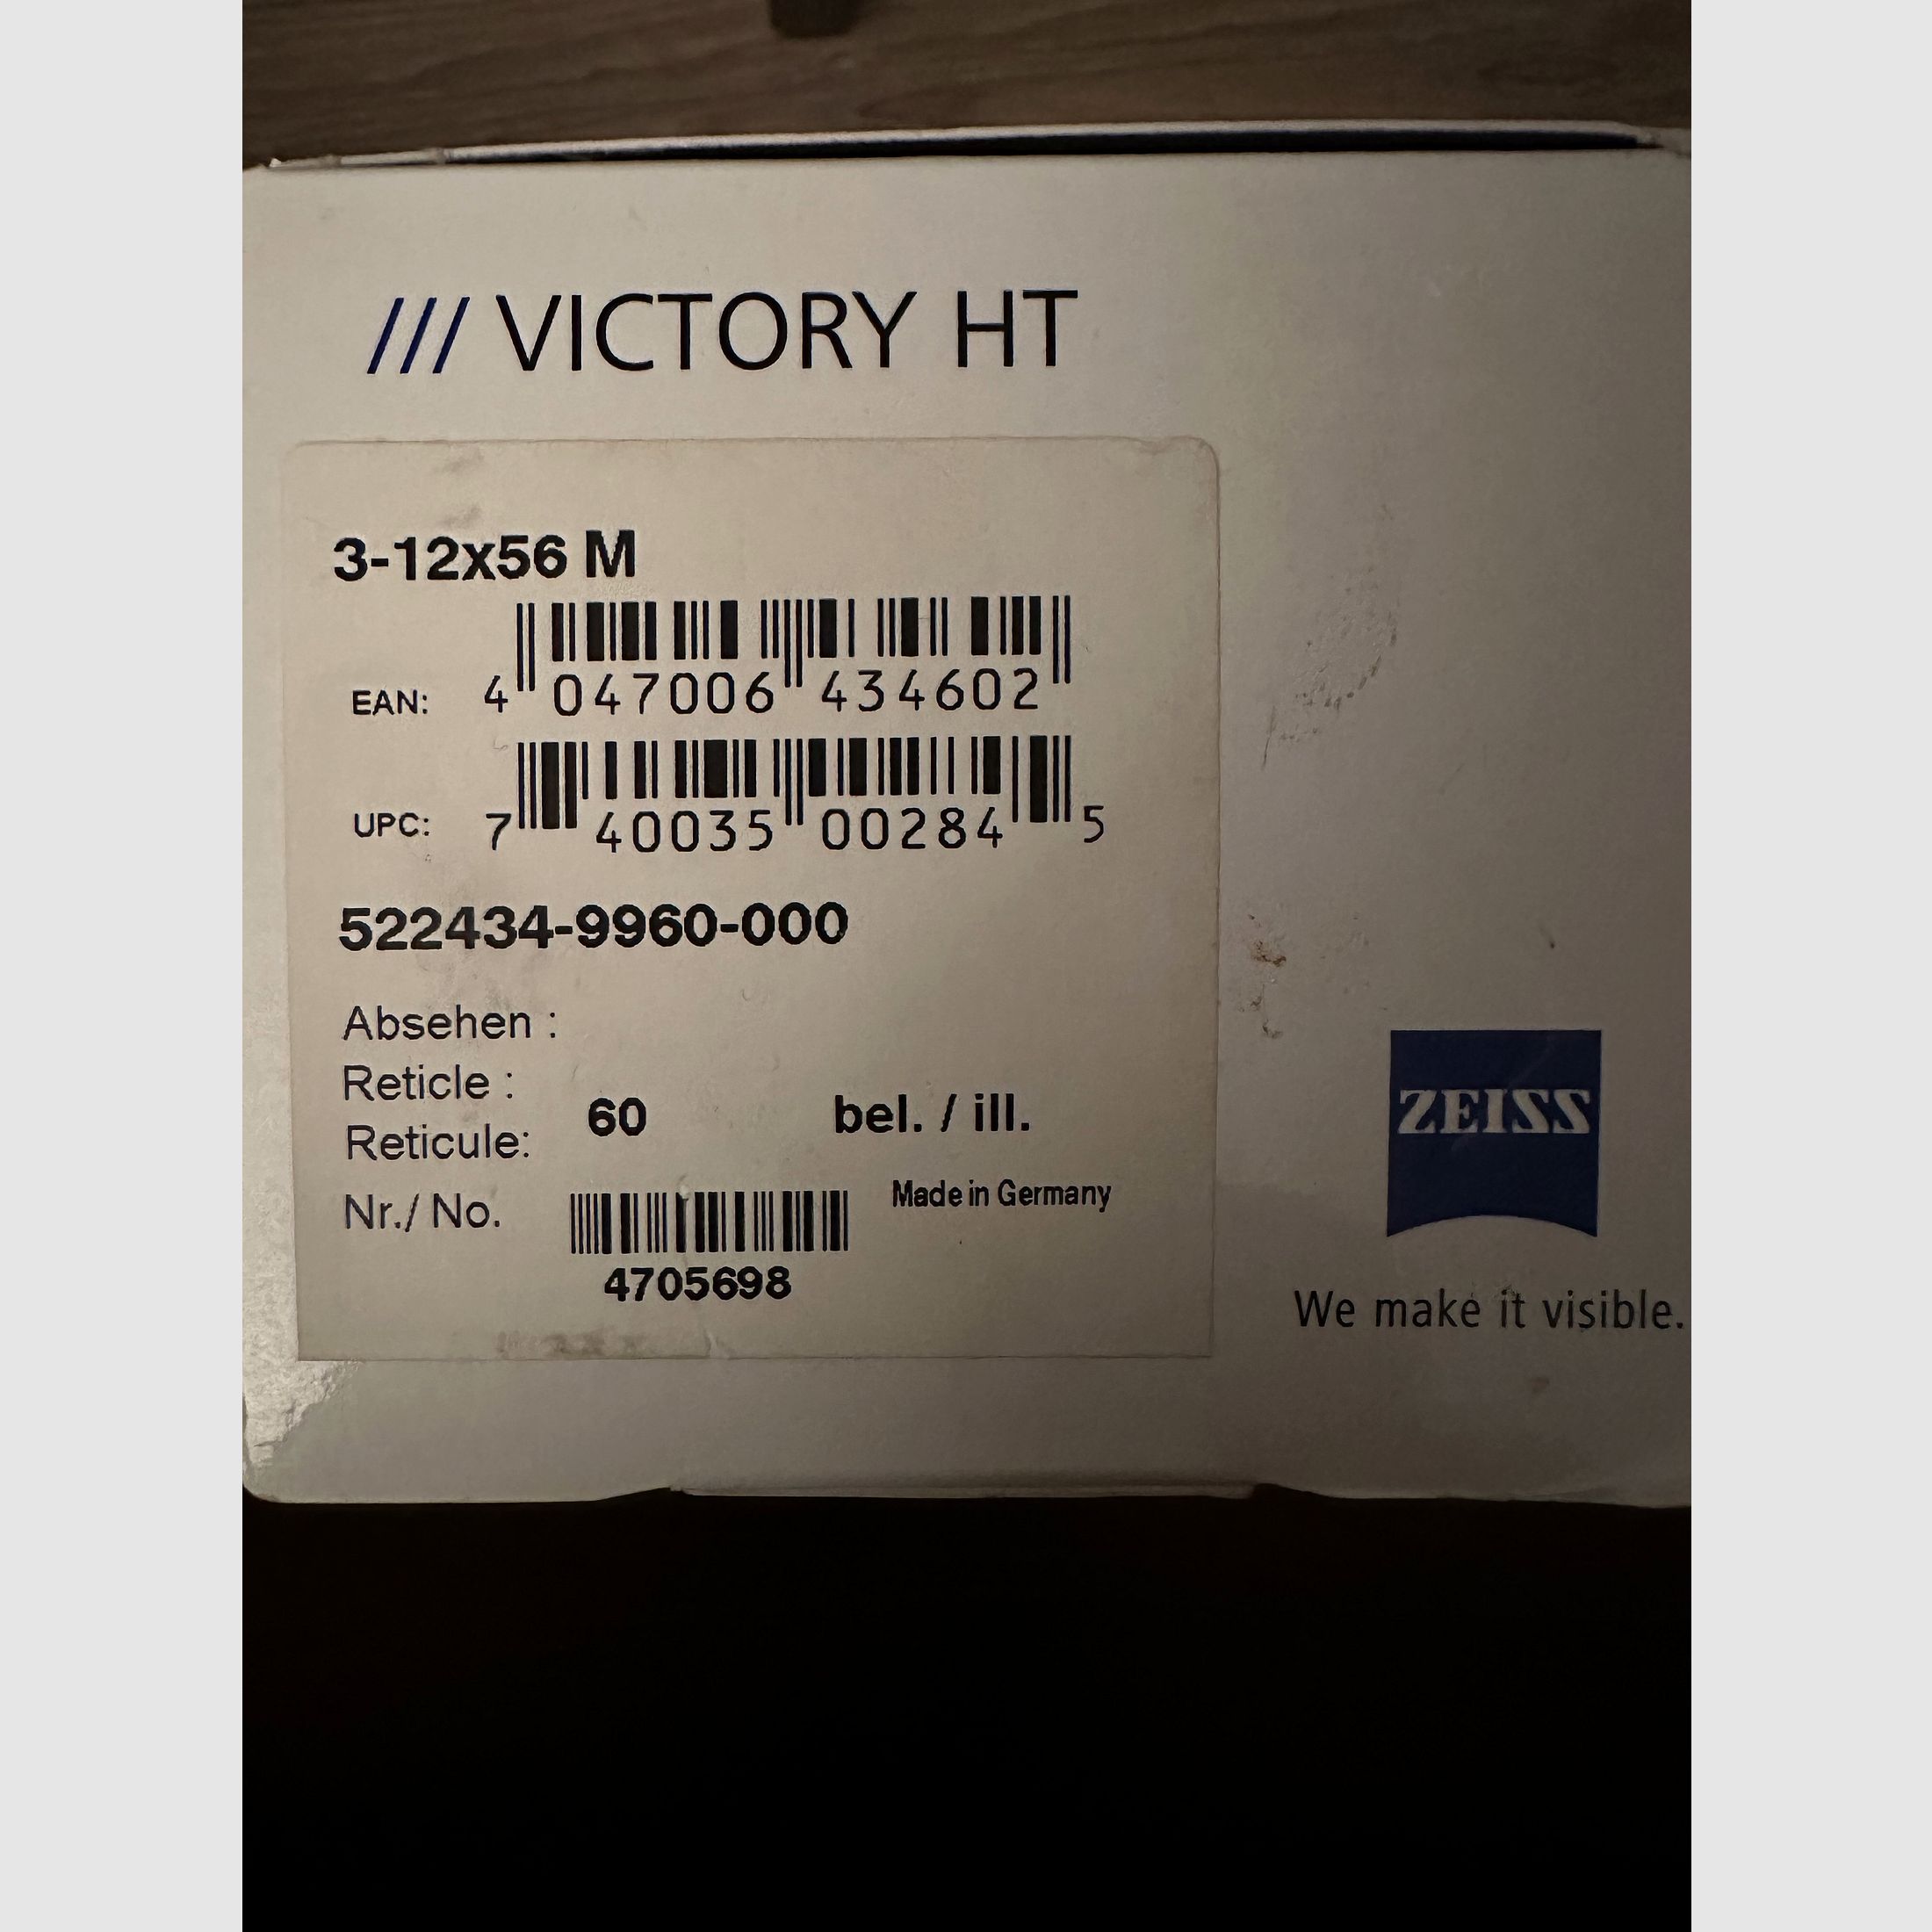 /// VICTORY HT
3-12x56 M
EAN: 4 047006 434602
UPC: 7 40035 00284 5
522434-9960-000
Absehen :
Reticle :
Reticule: 60 bel. / ill.
Nr./ No. Made in Germany
4705698
ZEISS
We make it visible.